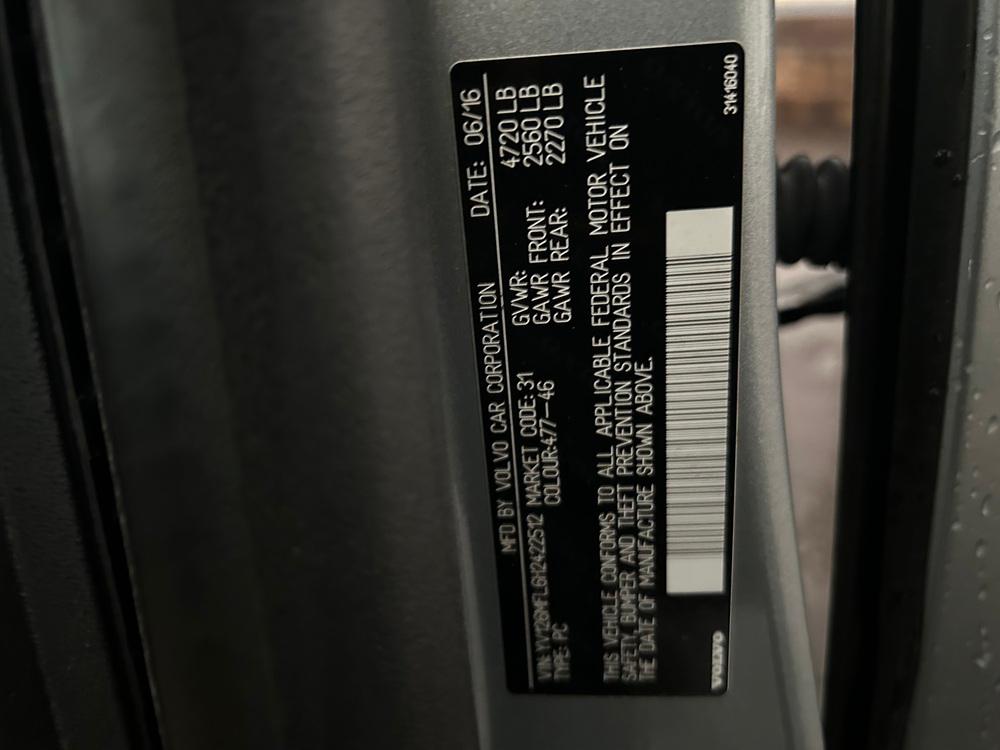 MFD BY VOLVO CAR CORPORATION DATE: 06/16
VIN: YV126MFL6H2422512 MARKET CODE: 31 GVWR: 4720 LB
TYPE: PC COLOUR:477-46 GAWR FRONT: 2560 LB
GAWR REAR: 2270 LB
THIS VEHICLE CONFORMS TO ALL APPLICABLE FEDERAL MOTOR VEHICLE
SAFETY, BUMPER AND THEFT PREVENTION STANDARDS IN EFFECT ON
THE DATE OF MANUFACTURE SHOWN ABOVE.
VOLVO 31416040